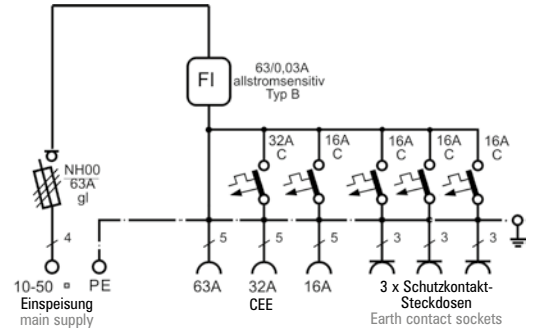 FI
63/0,03A
allstromsensitiv
Typ B
32A
C
16A
C
16A
C
16A
C
16A
C
NH00
63A
gl
4
5
5
5
3
3
3
10-50
PE
63A
32A
16A
Einspeisung
main supply
CEE
3 x Schutzkontakt-
Steckdosen
Earth contact sockets